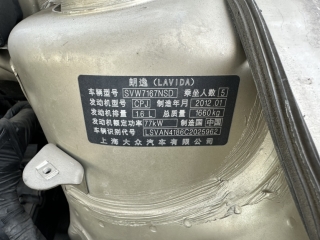 朗逸 (LAVIDA)
车辆型号 SVW7167NSD 乘坐人数 5
发动机型号 CPJ 制造年月 2012.01
发动机排量 1.6 L 总质量 1660kg
发动机额定功率 77kW 制造国 中国
车辆识别代号 LSVAN4186C2025962
上海大众汽车有限公司